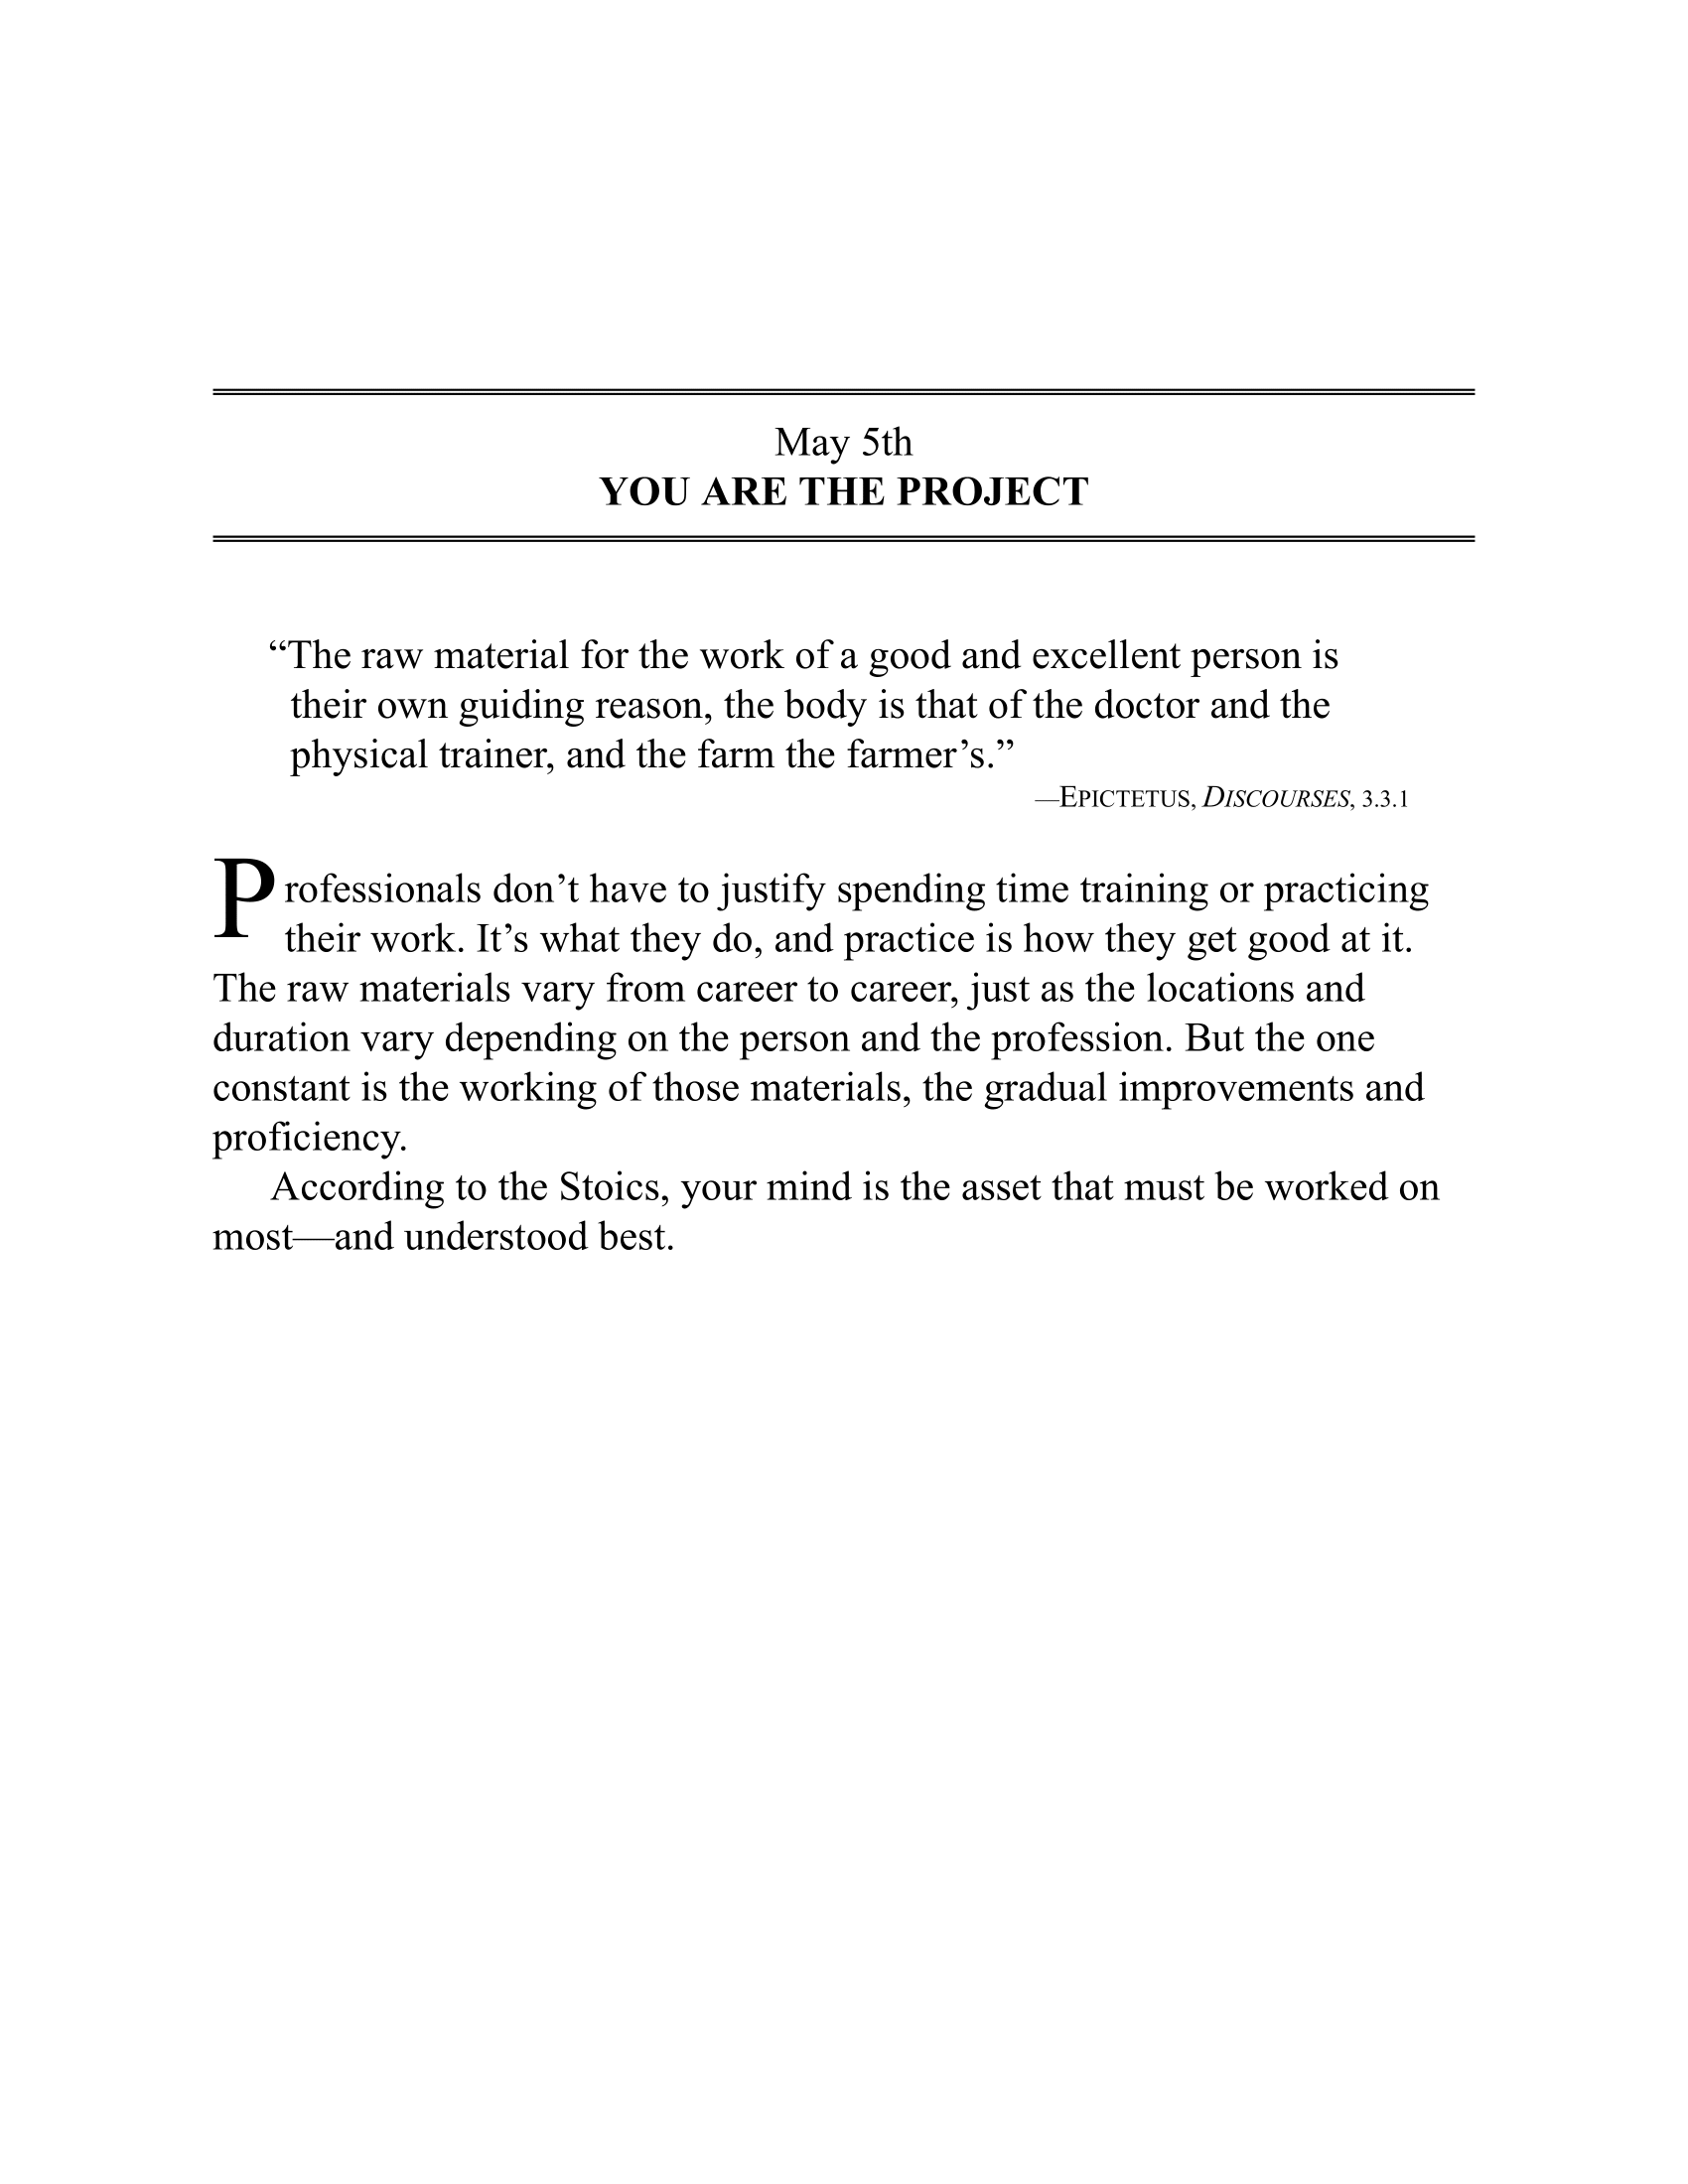 May 5th
YOU ARE THE PROJECT
“The raw material for the work of a good and excellent person is
their own guiding reason, the body is that of the doctor and the
physical trainer, and the farm the farmer’s.”
—EPICTETUS, DISCOURSES, 3.3.1
Professionals don’t have to justify spending time training or practicing
their work. It’s what they do, and practice is how they get good at it.
The raw materials vary from career to career, just as the locations and
duration vary depending on the person and the profession. But the one
constant is the working of those materials, the gradual improvements and
proficiency.
According to the Stoics, your mind is the asset that must be worked on
most—and understood best.